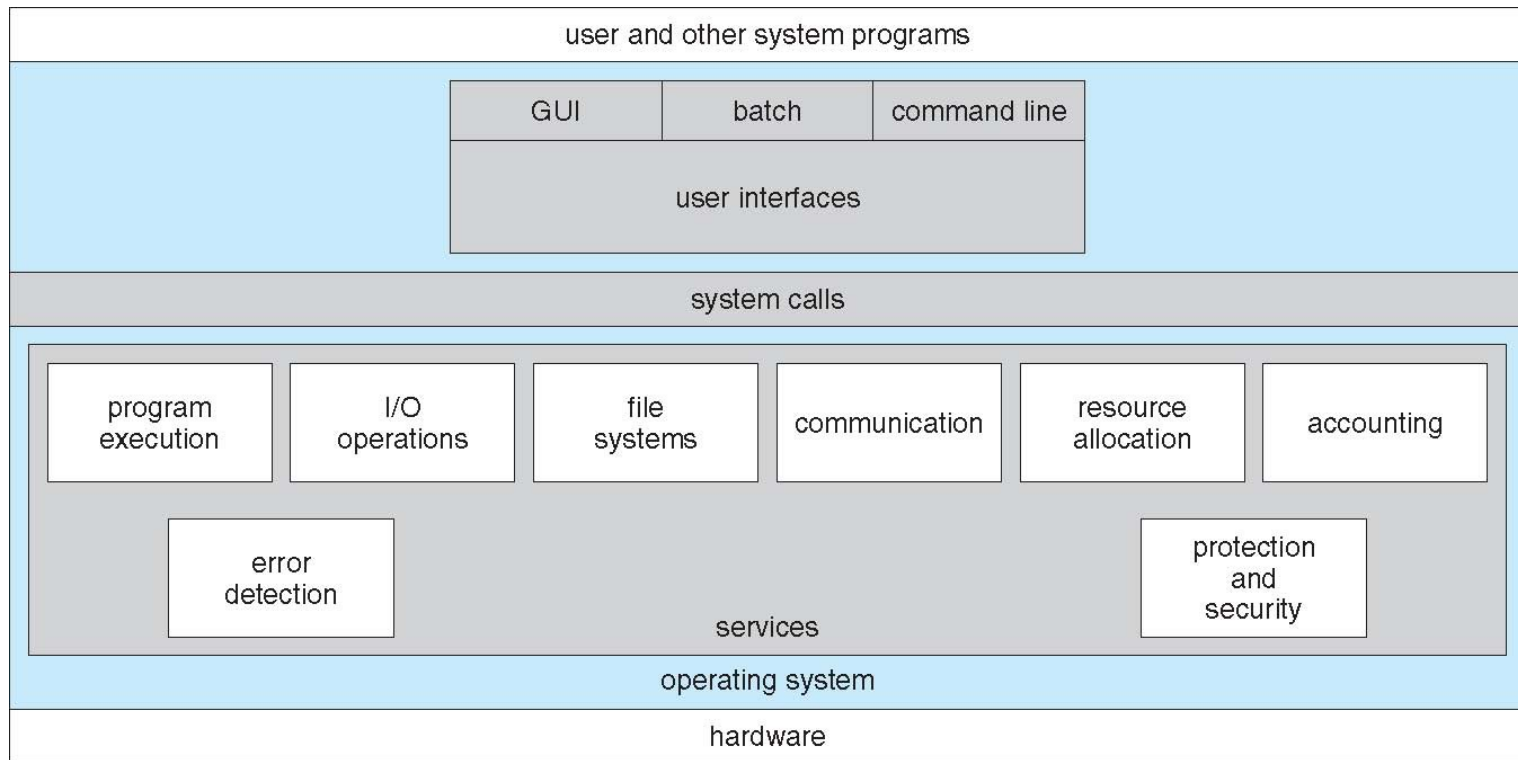 user and other system programs
GUI
batch
command line
user interfaces
system calls
program
execution
I/O
operations
file
systems
communication
resource
allocation
accounting
error
detection
protection
and
security
services
operating system
hardware